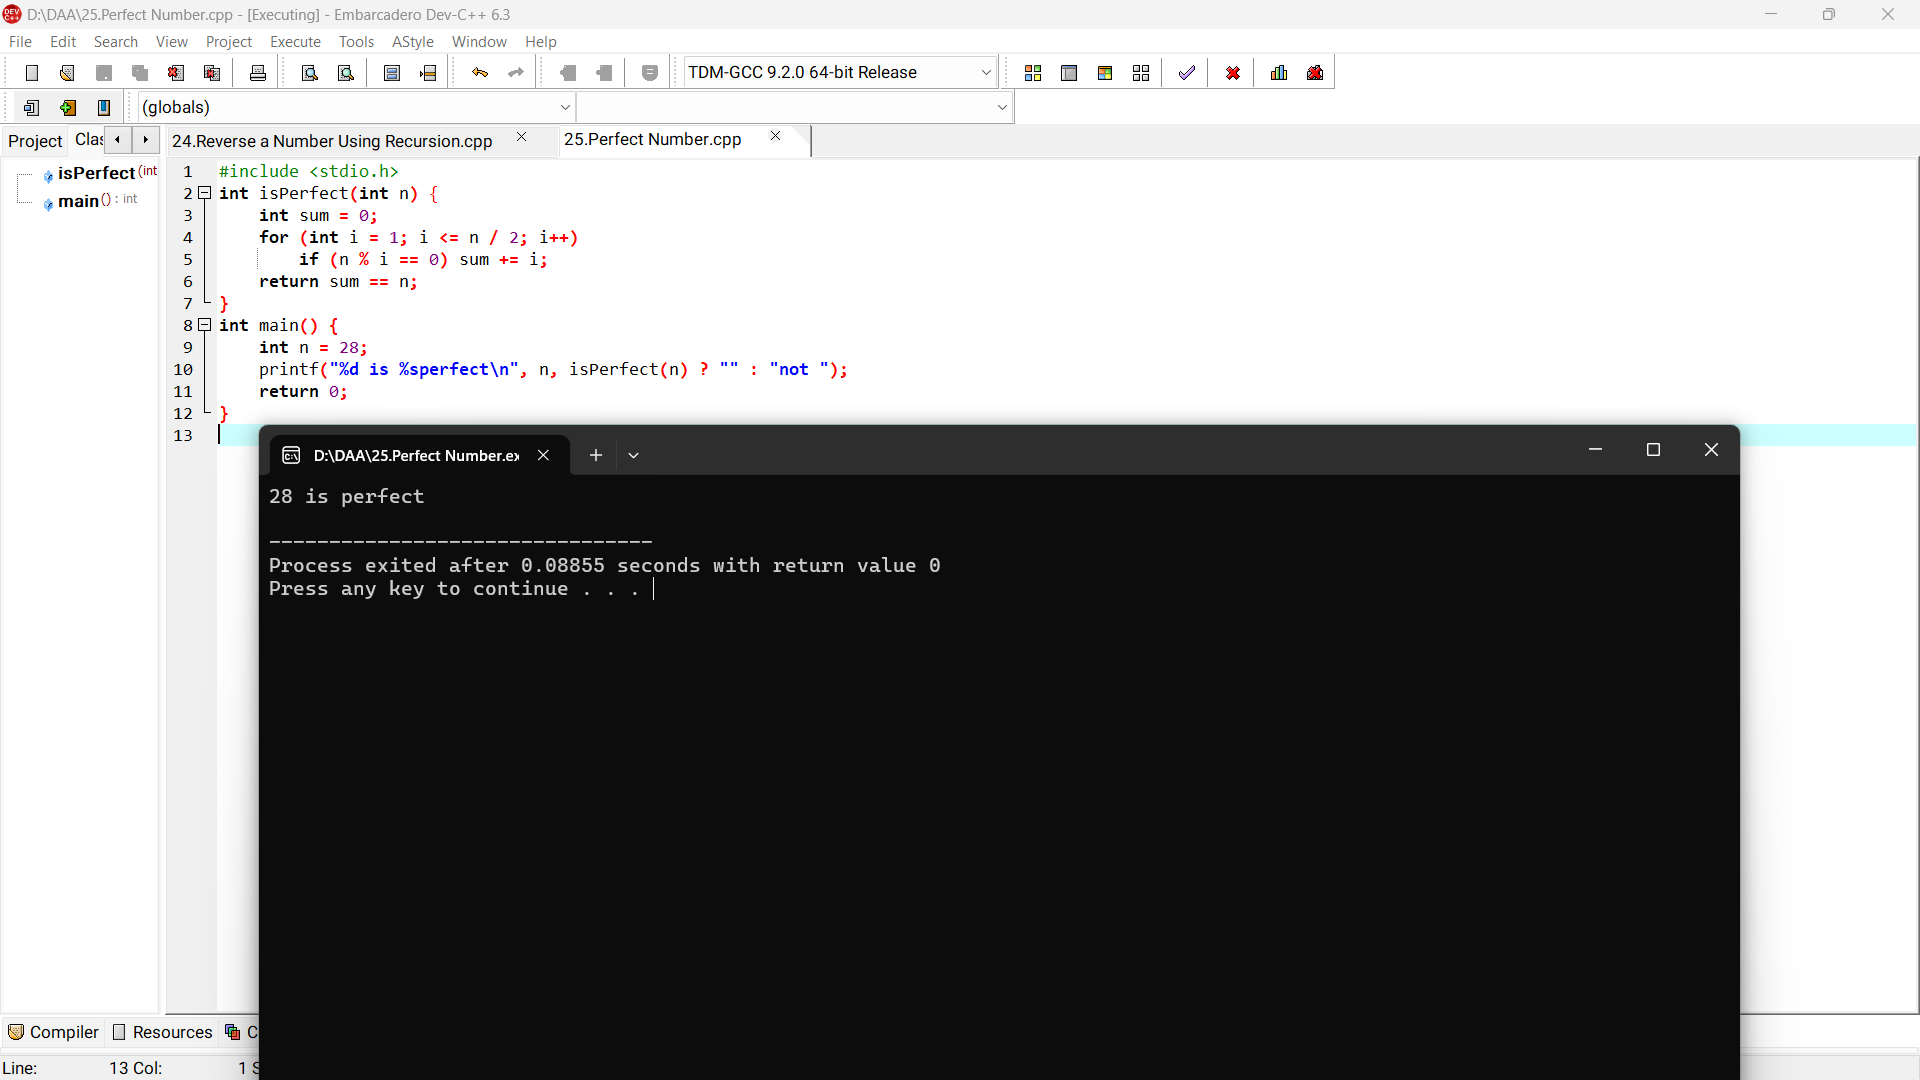 D:\DAA\25.Perfect Number.cpp - [Executing] - Embarcadero Dev-C++ 6.3
File Edit Search View Project Execute Tools AStyle Window Help
TDM-GCC 9.2.0 64-bit Release
(globals)
Project Clas 24.Reverse a Number Using Recursion.cpp 25.Perfect Number.cpp
isPerfect (int
main () : int
1 #include <stdio.h>
2 int isPerfect(int n) {
3     int sum = 0;
4     for (int i = 1; i <= n / 2; i++)
5         if (n % i == 0) sum += i;
6     return sum == n;
7 }
8 int main() {
9     int n = 28;
10     printf("%d is %sperfect\n", n, isPerfect(n) ? "" : "not ");
11     return 0;
12 }
13
D:\DAA\25.Perfect Number.ex
28 is perfect
--------------------------------
Process exited after 0.08855 seconds with return value 0
Press any key to continue . . .
Compiler Resources C
Line: 13 Col: 1 S